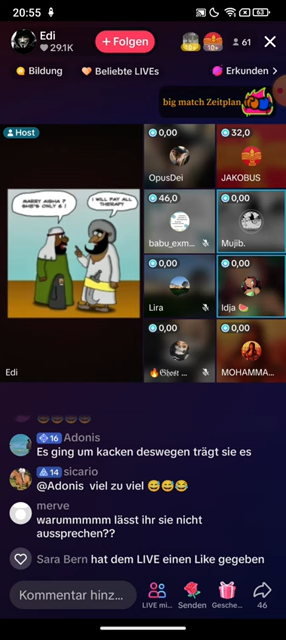 20:55
63
Edi
29.1K
+ Folgen
10+
61
Bildung
Beliebte LIVEs
Erkunden >
big match Zeitplan
Host
MARRY AISHA ?
SHE'S ONLY 6 !
I WILL PAY ALL
THERAPY
Edi
0,00
OpusDei
32,0
JAKOBUS
46,0
babu_exm...
0,00
Mujib.
0,00
Lira
0,00
Idja 🍉
0,00
🔥𝔊𝔥𝔬𝔰𝔱 ...
0,00
MOHAMMA...
😅😅😅😅
16 Adonis
Es ging um kacken deswegen trägt sie es
14 sicario
@Adonis viel zu viel 😅😅😅
merve
warummmmm lässt ihr sie nicht
aussprechen??
Sara Bern hat dem LIVE einen Like gegeben
Kommentar hinz...
LIVE mi...
Senden
Gesche...
46